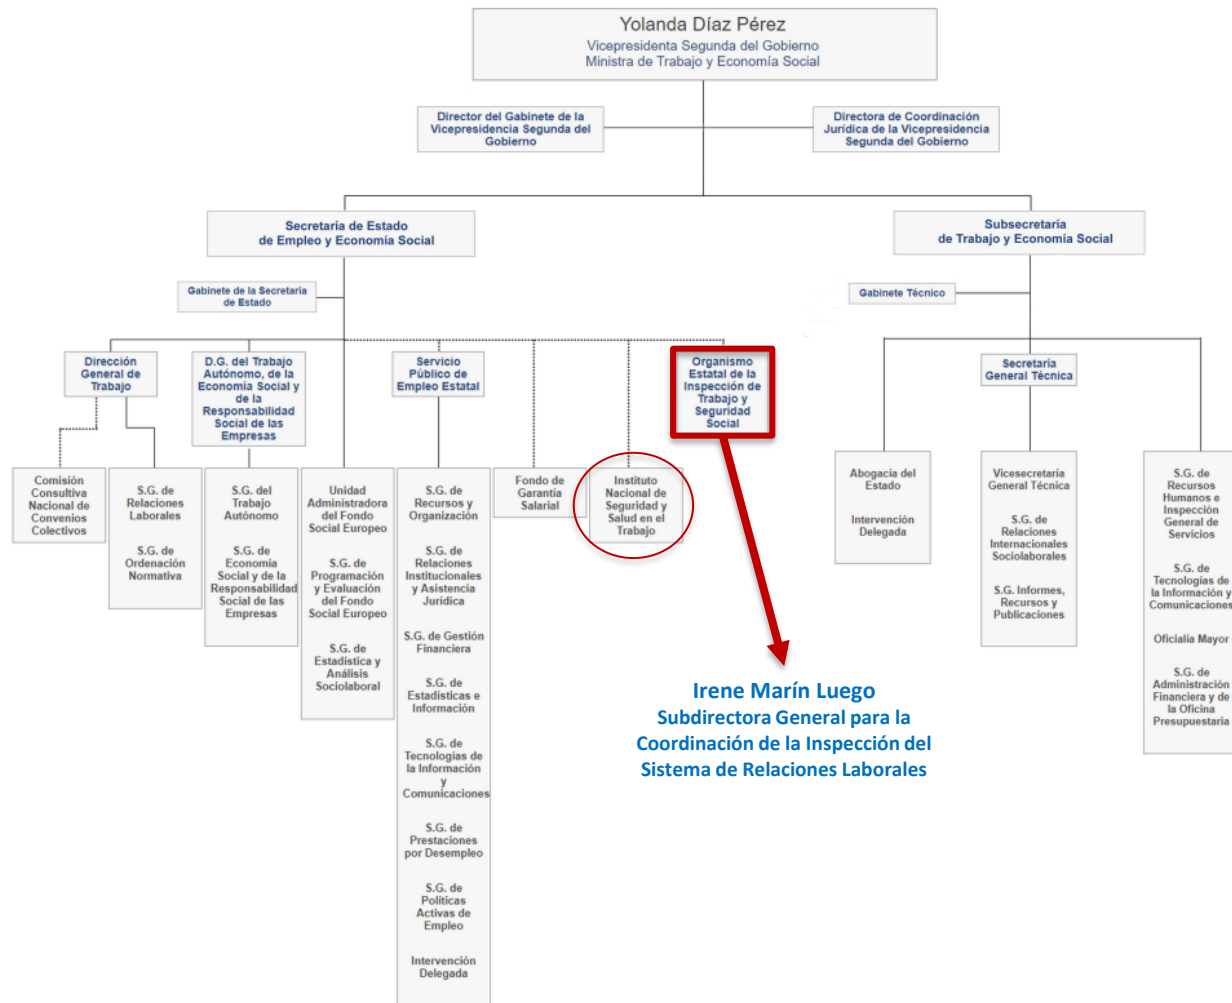 Yolanda Díaz Pérez
Vicepresidenta Segunda del Gobierno
Ministra de Trabajo y Economía Social
Director del Gabinete de la
Vicepresidencia Segunda del
Gobierno
Directora de Coordinación
Jurídica de la Vicepresidencia
Segunda del Gobierno
Secretaría de Estado
de Empleo y Economía Social
Subsecretaría
de Trabajo y Economía Social
Gabinete de la Secretaría
de Estado
Gabinete Técnico
Dirección
General de
Trabajo
D.G. del Trabajo
Autónomo, de la
Economía Social y
de la
Responsabilidad
Social de las
Empresas
Servicio
Público de
Empleo Estatal
Organismo
Estatal de la
Inspección de
Trabajo y
Seguridad
Social
Secretaría
General Técnica
Comisión
Consultiva
Nacional de
Convenios
Colectivos
S.G. de
Relaciones
Laborales
S.G. de
Ordenación
Normativa
S.G. del
Trabajo
Autónomo
S.G. de
Economía
Social y de la
Responsabilidad
Social de las
Empresas
Unidad
Administradora
del Fondo
Social Europeo
S.G. de
Programación
y Evaluación
del Fondo
Social Europeo
S.G. de
Estadística y
Análisis
Sociolaboral
S.G. de
Recursos y
Organización
S.G. de
Relaciones
Institucionales
y Asistencia
Jurídica
S.G. de Gestión
Financiera
S.G. de
Estadísticas e
Información
S.G. de
Tecnologías de
la Información
y
Comunicaciones
S.G. de
Prestaciones
por Desempleo
S.G. de
Políticas
Activas de
Empleo
Intervención
Delegada
Fondo de
Garantía
Salarial
Instituto
Nacional de
Seguridad y
Salud en el
Trabajo
Abogacía del
Estado
Intervención
Delegada
Vicesecretaria
General Técnica
S.G. de
Relaciones
Internacionales
Sociolaborales
S.G. Informes,
Recursos y
Publicaciones
S.G. de
Recursos
Humanos e
Inspección
General de
Servicios
S.G. de
Tecnologías de
la Información y
Comunicaciones
Oficialía Mayor
S.G. de
Administración
Financiera y de
la Oficina
Presupuestaria
Irene Marín Luego
Subdirectora General para la
Coordinación de la Inspección del
Sistema de Relaciones Laborales